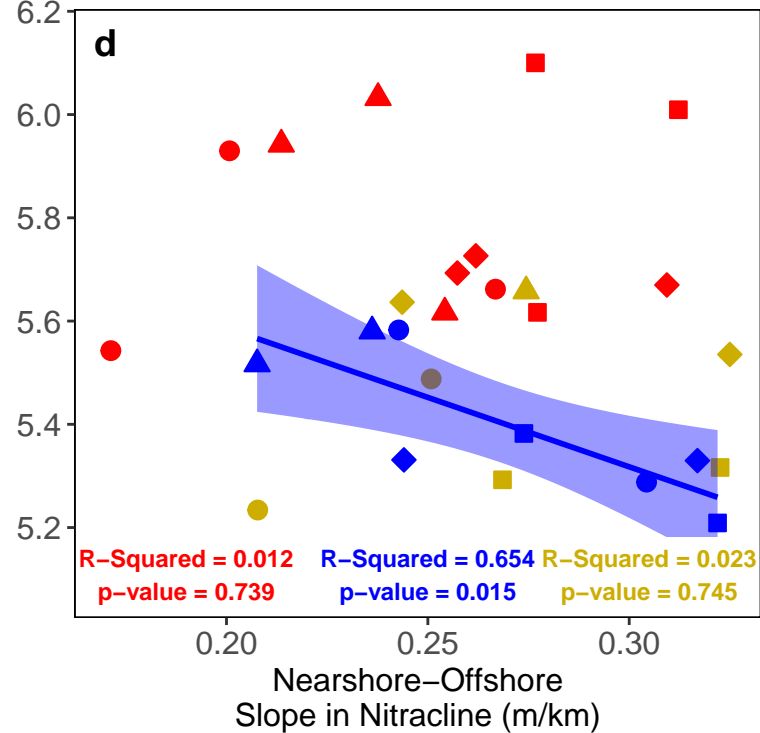 d
6.2
6.0
5.8
5.6
5.4
5.2
R−Squared = 0.012
p−value = 0.739
R−Squared = 0.654
p−value = 0.015
R−Squared = 0.023
p−value = 0.745
0.20
0.25
0.30
Nearshore−Offshore
Slope in Nitracline (m/km)